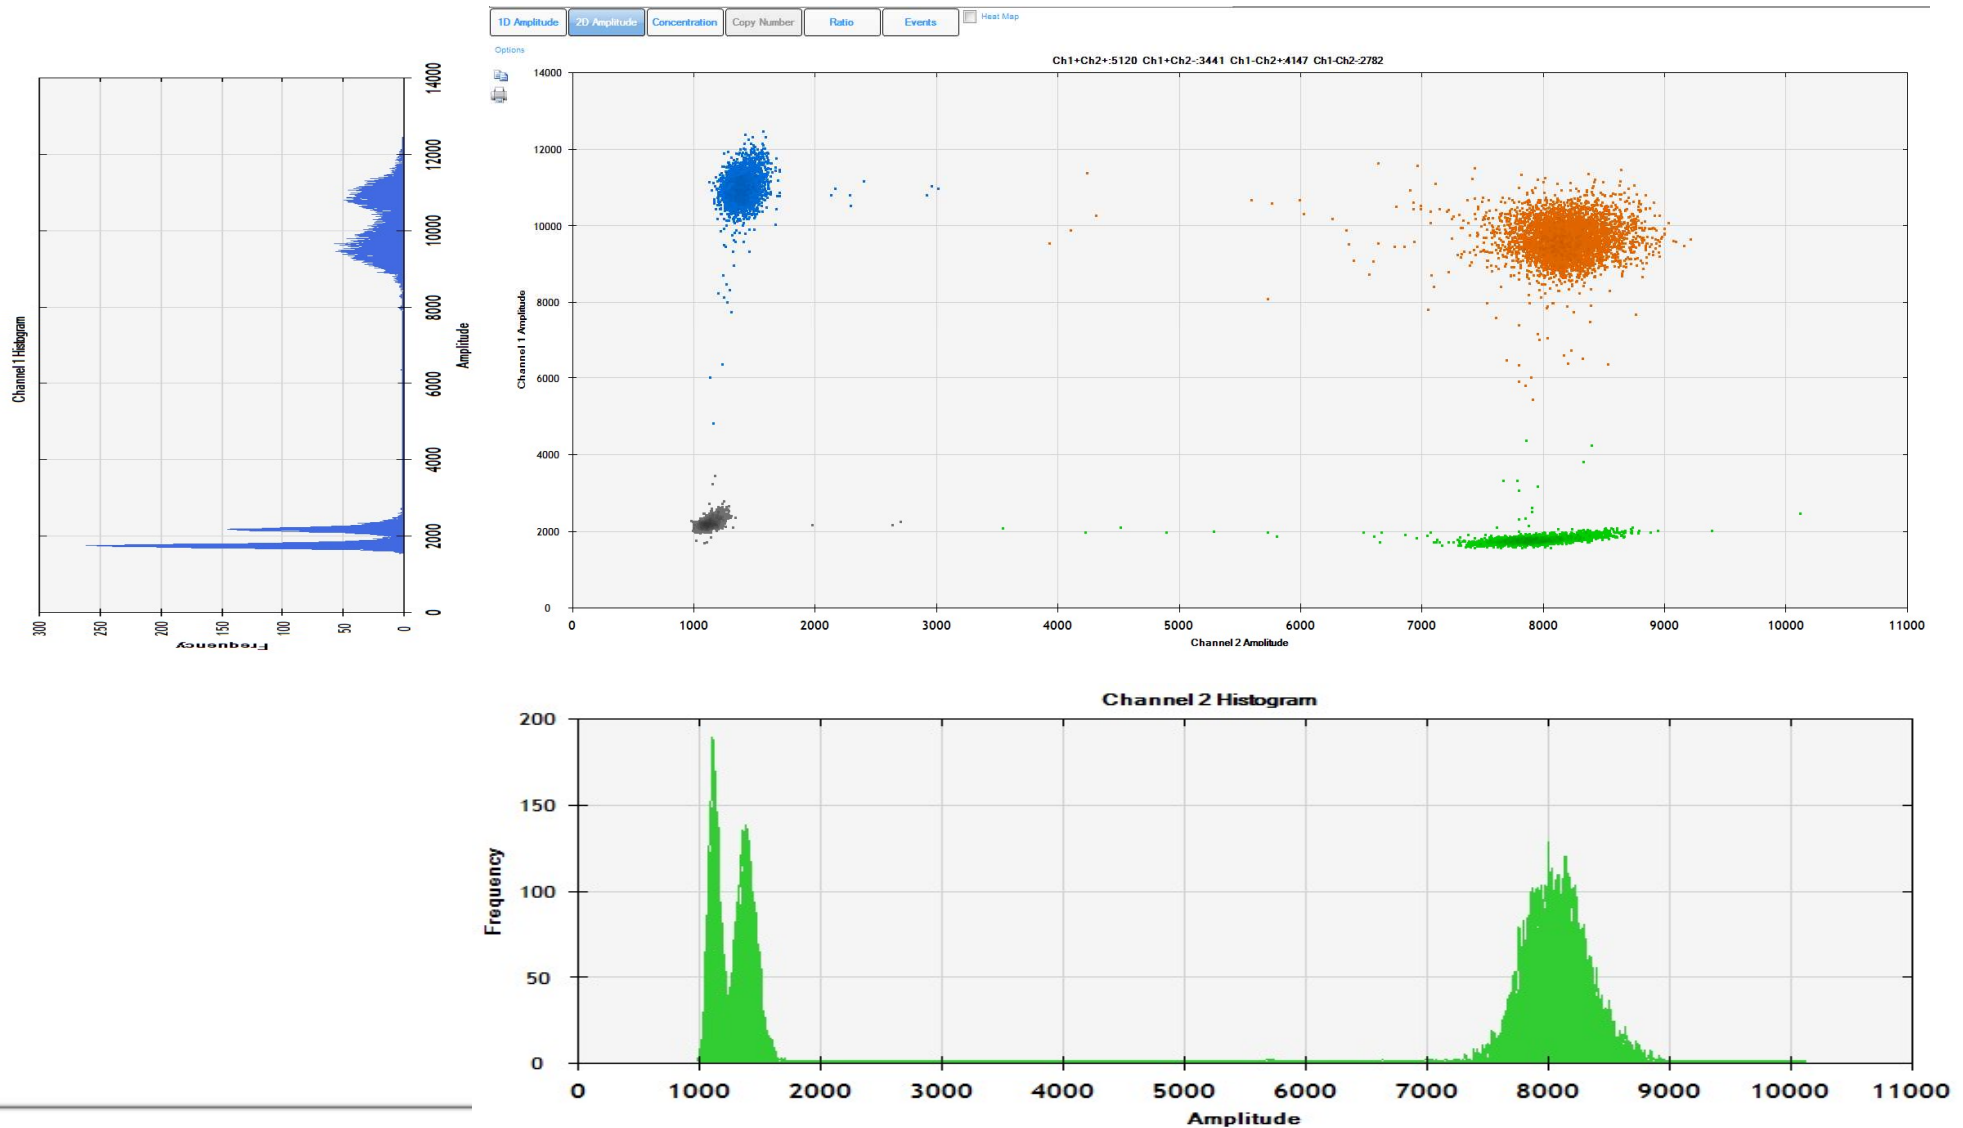 1D Amplitude 2D Amplitude Concentration Copy Number Ratio Events Heat Map
Options
Ch1+Ch2+:5120 Ch1+Ch2-:3441 Ch1-Ch2+:4147 Ch1-Ch2-:2782
Channel 1 Histogram
14000
12000
10000
8000
6000
4000
2000
0
Amplitude
300 250 200 150 100 50 0
Frequency
Channel 1 Amplitude
14000
12000
10000
8000
6000
4000
2000
0
0 1000 2000 3000 4000 5000 6000 7000 8000 9000 10000 11000
Channel 2 Amplitude
Channel 2 Histogram
Frequency
200
150
100
50
0
0 1000 2000 3000 4000 5000 6000 7000 8000 9000 10000 11000
Amplitude